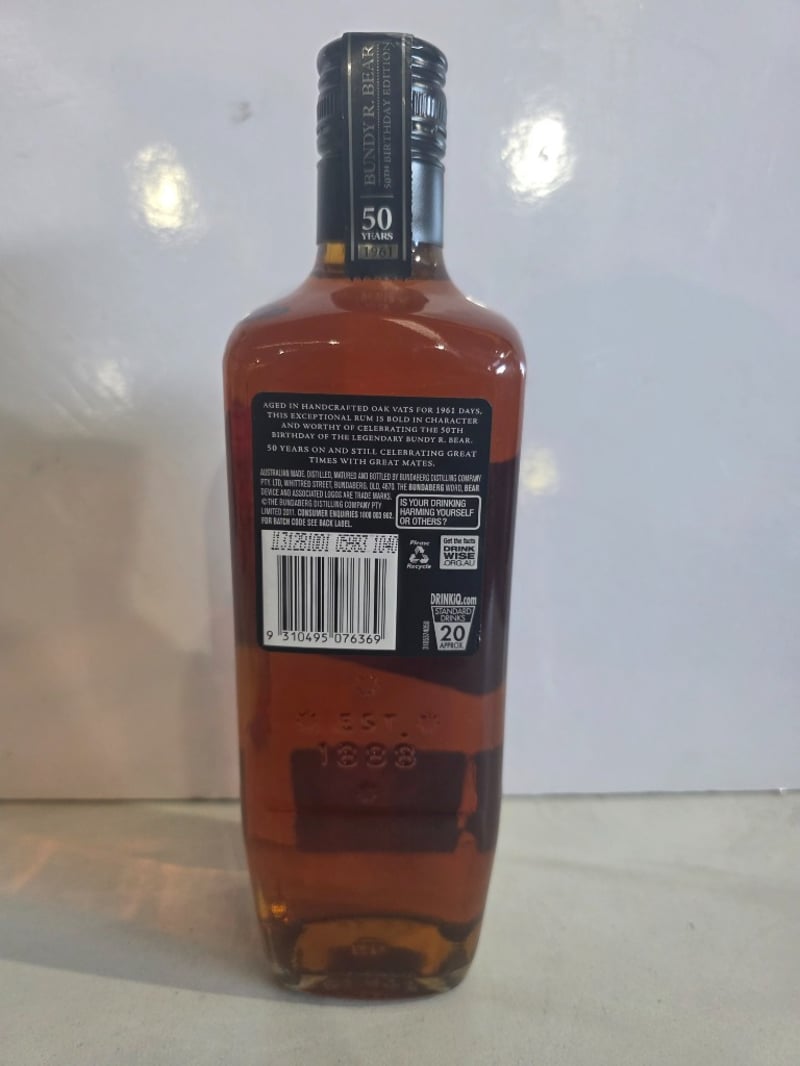 BUNDY R. BEAR
50TH BIRTHDAY EDITION
50
YEARS
1961
AGED IN HANDCRAFTED OAK VATS FOR 1961 DAYS,
THIS EXCEPTIONAL RUM IS BOLD IN CHARACTER
AND WORTHY OF CELEBRATING THE 50TH
BIRTHDAY OF THE LEGENDARY BUNDY R. BEAR.
50 YEARS ON AND STILL CELEBRATING GREAT
TIMES WITH GREAT MATES.
AUSTRALIAN MADE. DISTILLED, MATURED AND BOTTLED BY BUNDABERG DISTILLING COMPANY
PTY. LTD, WHITTRED STREET, BUNDABERG, QLD, 4670. THE BUNDABERG WORD, BEAR
DEVICE AND ASSOCIATED LOGOS ARE TRADE MARKS.
©THE BUNDABERG DISTILLING COMPANY PTY
LIMITED 2011. CONSUMER ENQUIRIES 1800 003 902.
FOR BATCH CODE SEE BACK LABEL.
IS YOUR DRINKING
HARMING YOURSELF
OR OTHERS?
L131281001 05983 1040
9 310495 076369
Please
Recycle
Get the facts
DRINK
WISE
.ORG.AU
DRINKiQ.com
STANDARD
DRINKS
20
APPROX.
EST.
1888